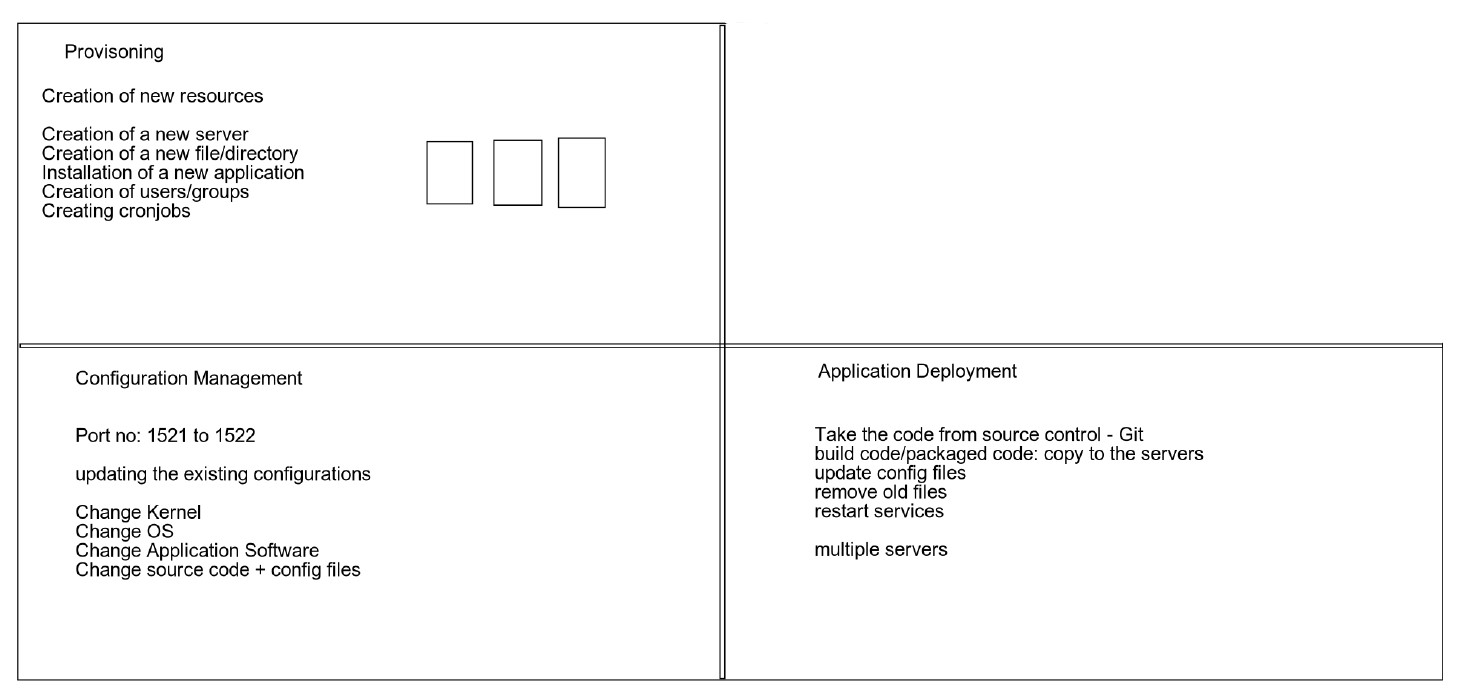 Provisoning
Creation of new resources
Creation of a new server
Creation of a new file/directory
Installation of a new application
Creation of users/groups
Creating cronjobs
Configuration Management
Port no: 1521 to 1522
updating the existing configurations
Change Kernel
Change OS
Change Application Software
Change source code + config files
Application Deployment
Take the code from source control - Git
build code/packaged code: copy to the servers
update config files
remove old files
restart services
multiple servers